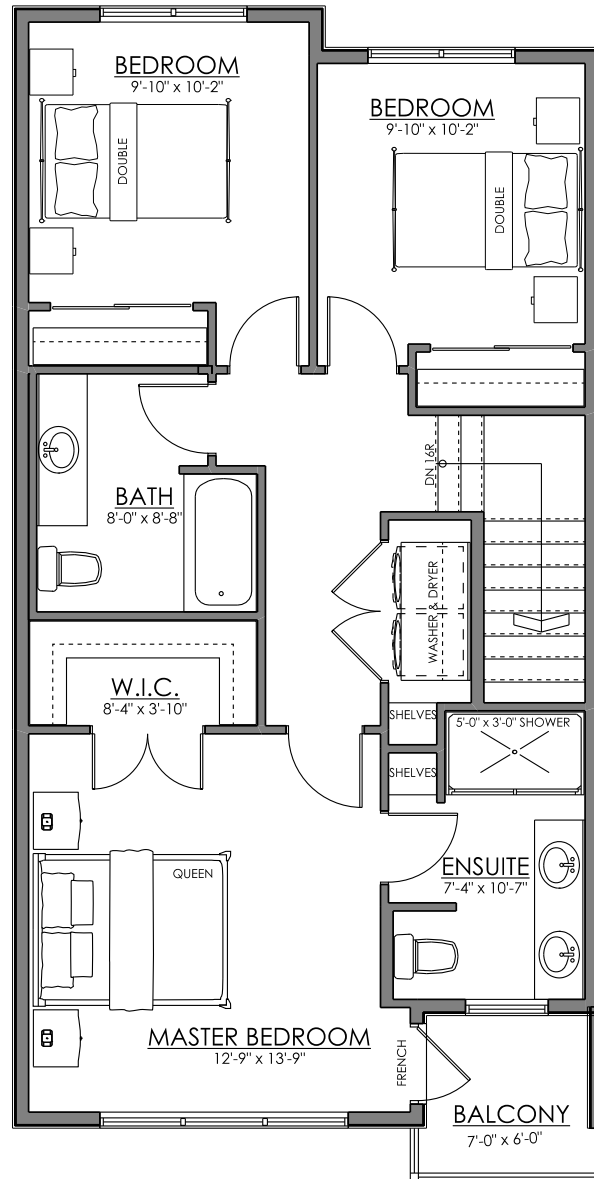 BEDROOM
9'-10" x 10'-2"
DOUBLE
BEDROOM
9'-10" x 10'-2"
DOUBLE
DN 16R
BATH
8'-0" x 8'-8"
WASHER & DRYER
W.I.C.
8'-4" x 3'-10"
SHELVES
5'-0" x 3'-0" SHOWER
SHELVES
QUEEN
ENSUITE
7'-4" x 10'-7"
MASTER BEDROOM
12'-9" x 13'-9"
FRENCH
BALCONY
7'-0" x 6'-0"